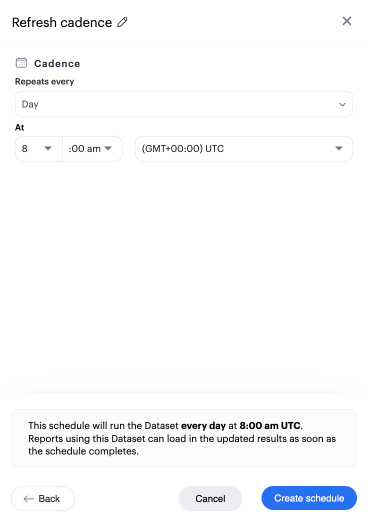 Refresh cadence
Cadence
Repeats every
Day
At
8 :00 am (GMT+00:00) UTC
This schedule will run the Dataset every day at 8:00 am UTC.
Reports using this Dataset can load in the updated results as soon as
the schedule completes.
Back Cancel Create schedule